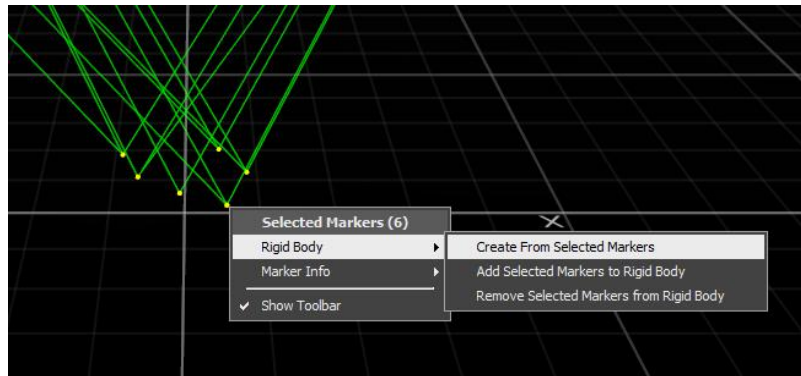 Selected Markers (6)
Rigid Body
Marker Info
Show Toolbar
Create From Selected Markers
Add Selected Markers to Rigid Body
Remove Selected Markers from Rigid Body